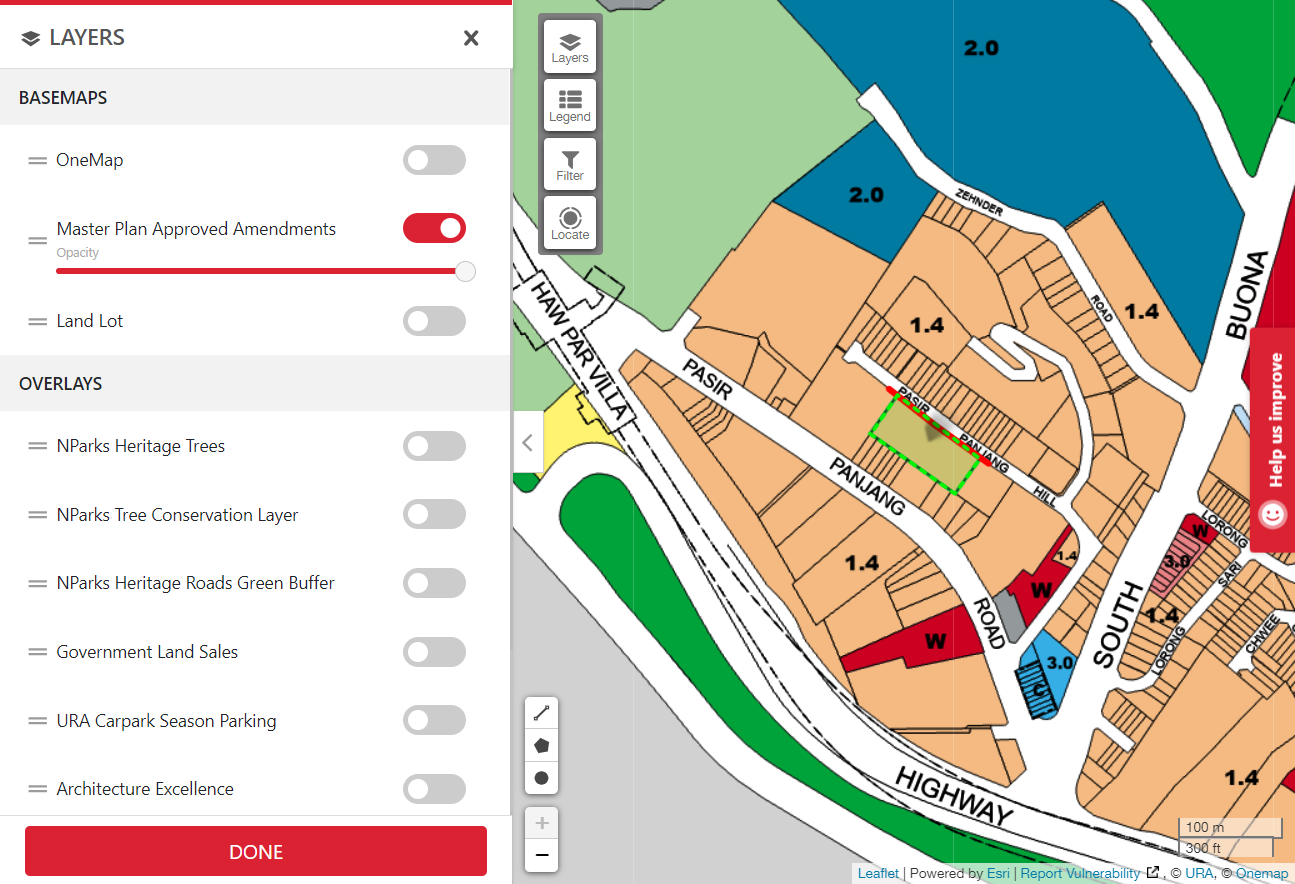 LAYERS
BASEMAPS
OneMap
Master Plan Approved Amendments
Opacity
Land Lot
OVERLAYS
NParks Heritage Trees
NParks Tree Conservation Layer
NParks Heritage Roads Green Buffer
Government Land Sales
URA Carpark Season Parking
Architecture Excellence
DONE
Layers
Legend
Filter
Locate
2.0
2.0
ZEHNDER
ROAD
1.4
1.4
BUONA
HAW PAR VILLA
PASIR
PANJANG
ROAD
PASIR
PANJANG
HILL
Help us improve
1.4
1.4
W
W
3.0
C
SOUTH
W
3.0
1.4
LORONG
SARI
LORONG
CHWEE
1.4
HIGHWAY
+
−
100 m
300 ft
Leaflet | Powered by Esri | Report Vulnerability , © URA, © Onemap